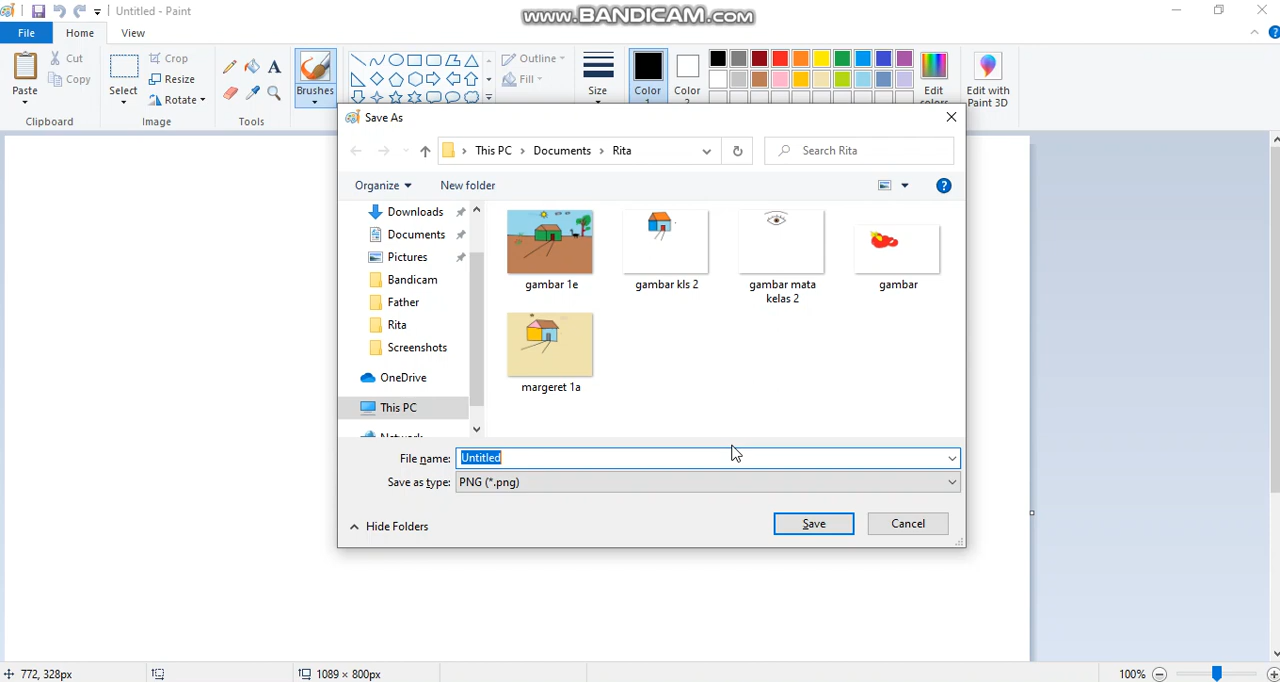 Untitled - Paint
www.BANDICAM.com
File
Home
View
Paste
Cut
Copy
Clipboard
Select
Crop
Resize
Rotate
Image
Tools
Brushes
Outline
Fill
Size
Color
1
Color
2
Edit
colors
Edit with
Paint 3D
Save As
This PC
Documents
Rita
Search Rita
Organize
New folder
Downloads
Documents
Pictures
Bandicam
Father
Rita
Screenshots
OneDrive
This PC
Network
gambar 1e
gambar kls 2
gambar mata
kelas 2
gambar
margeret 1a
File name:
Untitled
Save as type:
PNG (*.png)
Hide Folders
Save
Cancel
772, 328px
1089 × 800px
100%